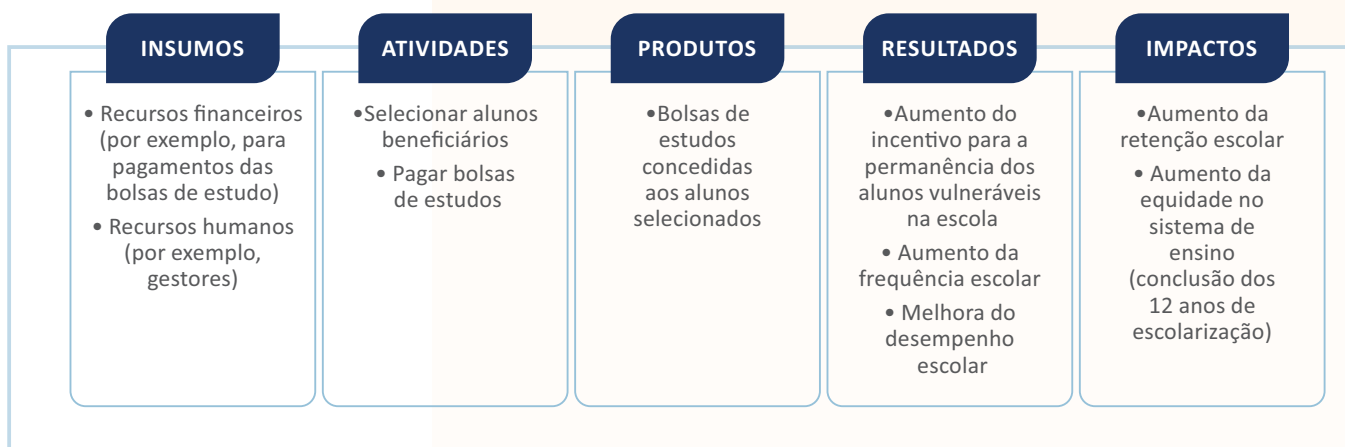 INSUMOS
• Recursos financeiros
(por exemplo, para
pagamentos das
bolsas de estudo)
• Recursos humanos
(por exemplo,
gestores)
ATIVIDADES
•Selecionar alunos
beneficiários
• Pagar bolsas
de estudos
PRODUTOS
•Bolsas de
estudos
concedidas
aos alunos
selecionados
RESULTADOS
•Aumento do
incentivo para a
permanência dos
alunos vulneráveis
na escola
• Aumento da
frequência escolar
• Melhora do
desempenho
escolar
IMPACTOS
•Aumento da
retenção escolar
• Aumento da
equidade no
sistema de
ensino
(conclusão dos
12 anos de
escolarização)